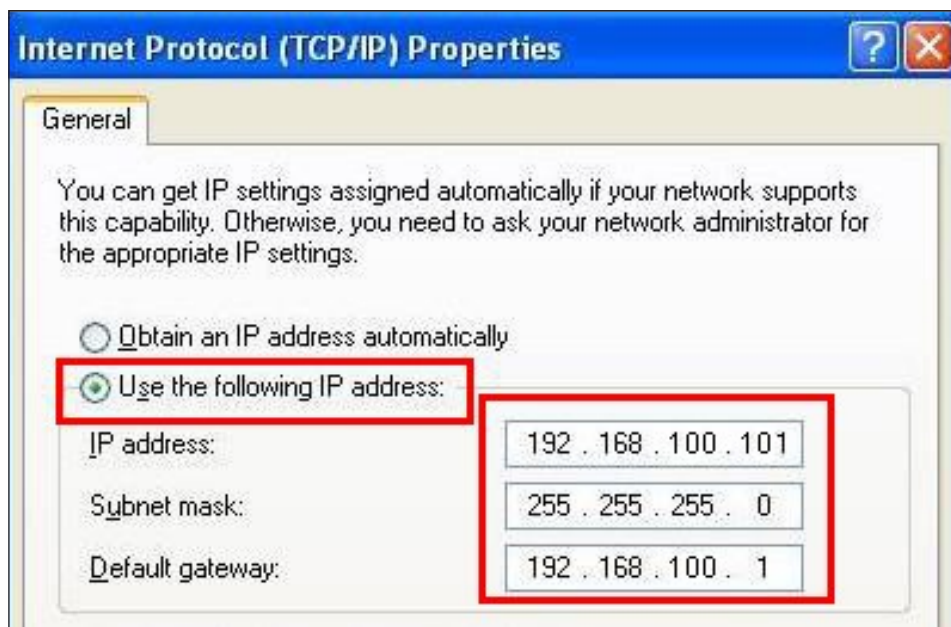 Internet Protocol (TCP/IP) Properties
General
You can get IP settings assigned automatically if your network supports
this capability. Otherwise, you need to ask your network administrator for
the appropriate IP settings.
Obtain an IP address automatically
Use the following IP address:
IP address: 192 . 168 . 100 . 101
Subnet mask: 255 . 255 . 255 . 0
Default gateway: 192 . 168 . 100 . 1